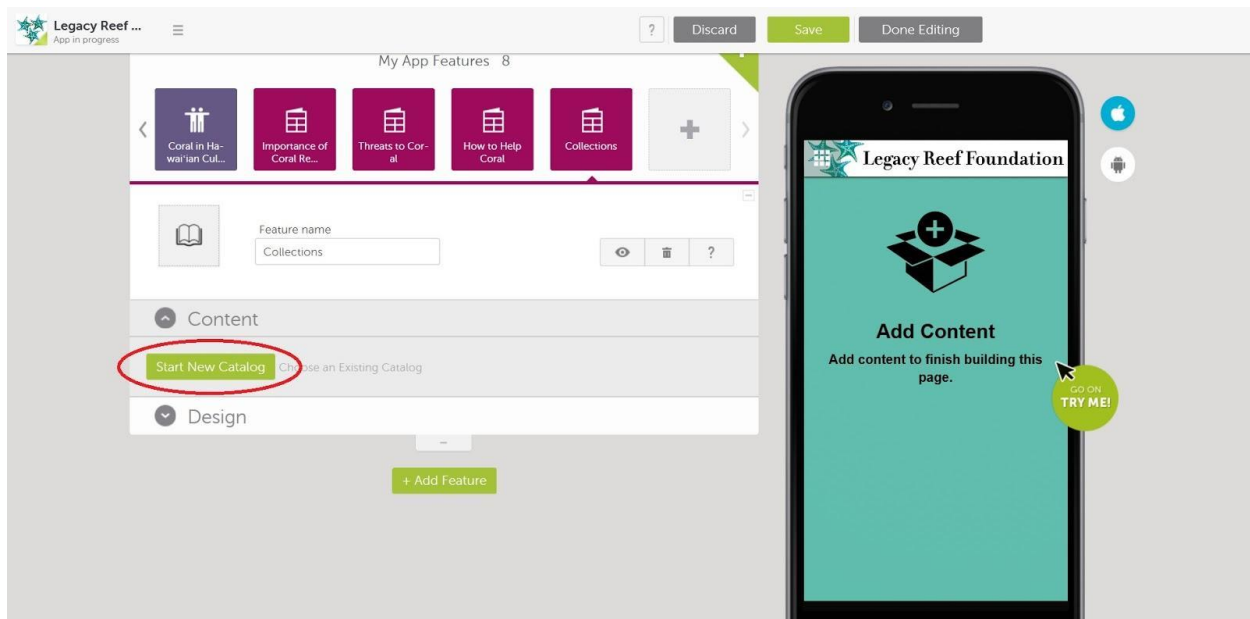 Legacy Reef ...
App in progress
?
Discard
Save
Done Editing
My App Features 8
Coral in Ha-
wai'ian Cul...
Importance of
Coral Re...
Threats to Cor-
al
How to Help
Coral
Collections
Feature name
Collections
?
Content
Start New Catalog
Choose an Existing Catalog
Design
+ Add Feature
Legacy Reef Foundation
Add Content
Add content to finish building this
page.
GO ON
TRY ME!